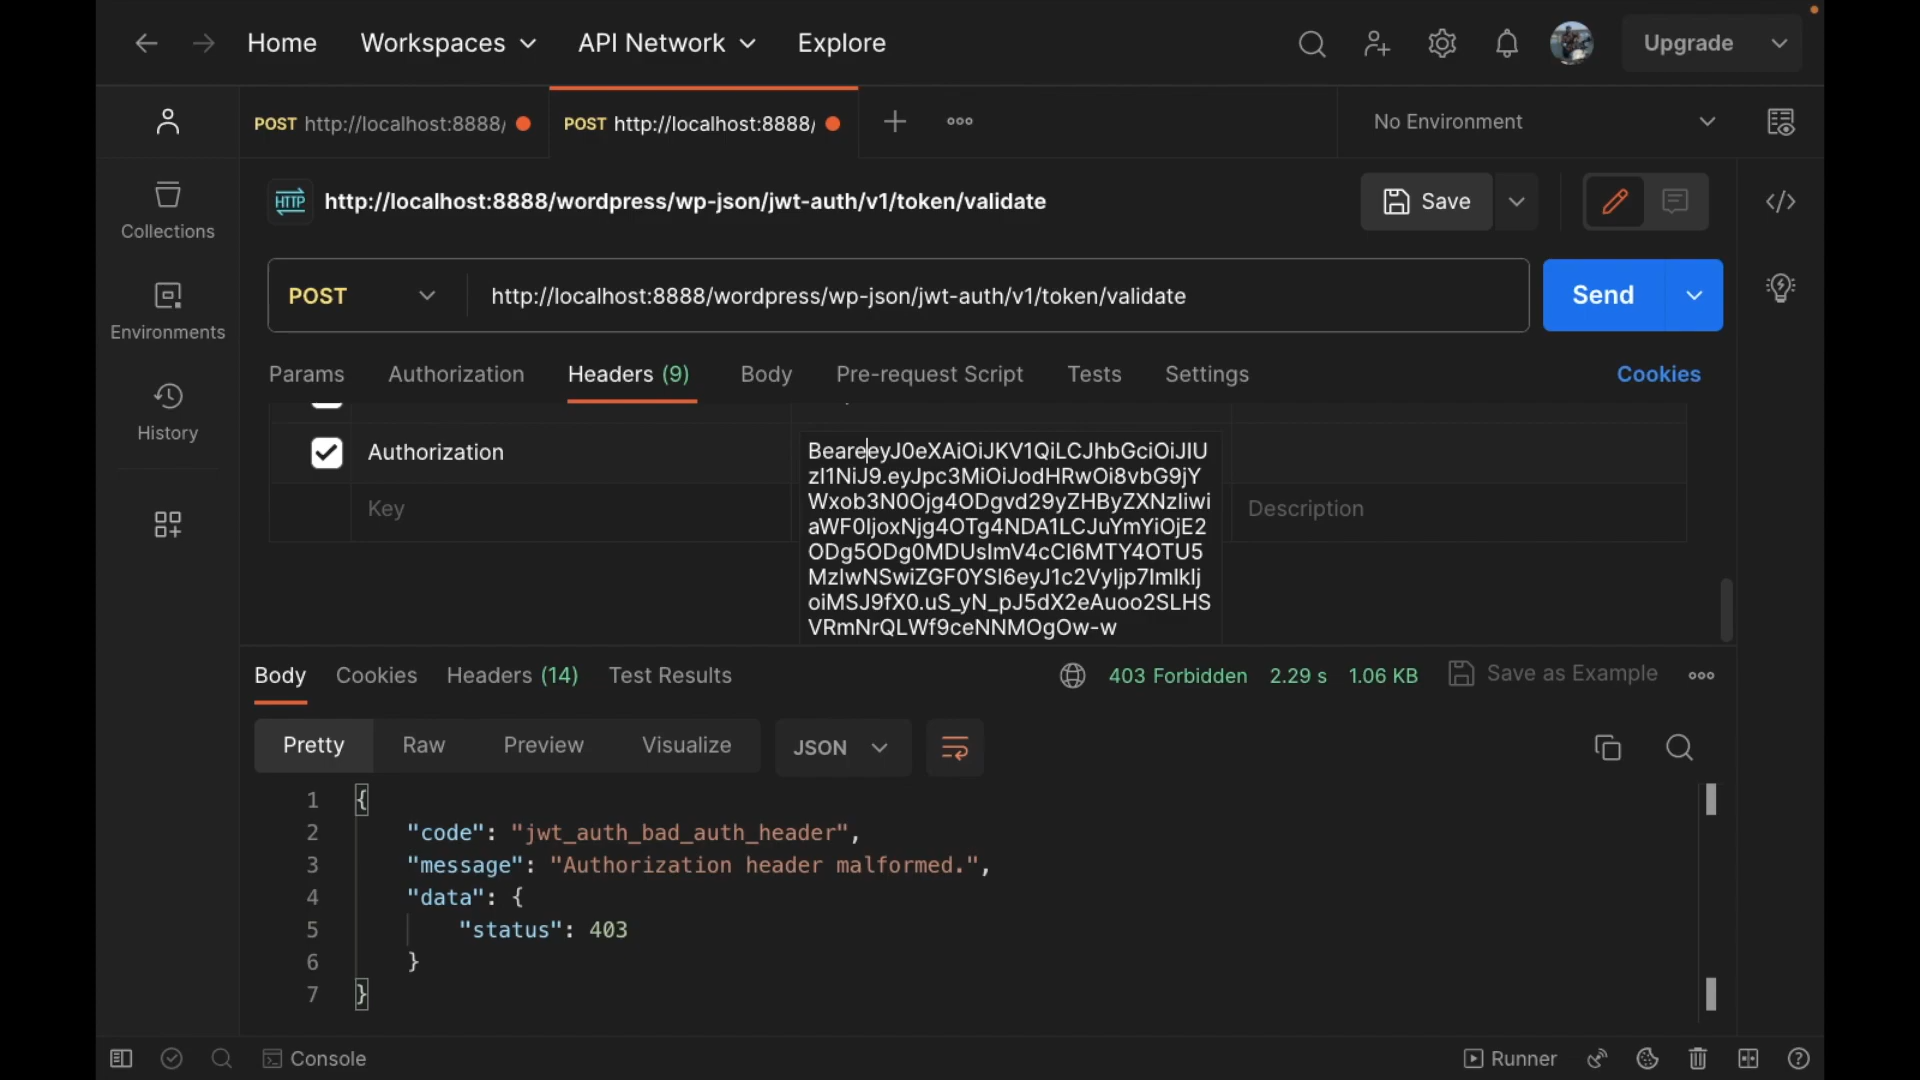 Home Workspaces API Network Explore Upgrade
POST http://localhost:8888/ POST http://localhost:8888/ No Environment
HTTP http://localhost:8888/wordpress/wp-json/jwt-auth/v1/token/validate Save
Collections
POST http://localhost:8888/wordpress/wp-json/jwt-auth/v1/token/validate Send
Environments
Params Authorization Headers (9) Body Pre-request Script Tests Settings Cookies
History
Authorization
BeareeyJ0eXAiOiJKV1QiLCJhbGciOiJIU
zI1NiJ9.eyJpc3MiOiJodHRwOi8vbG9jY
Wxob3N0Ojg4ODgvd29yZHByZXNzIiwi
aWF0IjoxNjg4OTg4NDA1LCJuYmYiOjE2
ODg5ODg0MDUsImV4cCI6MTY4OTU5
MzIwNSwiZGF0YSI6eyJ1c2VyIjp7ImlkIj
oiMSJ9fX0.uS_yN_pJ5dX2eAuoo2SLHS
VRmNrQLWf9ceNNMOgOw-w
Key Description
Body Cookies Headers (14) Test Results 403 Forbidden 2.29 s 1.06 KB Save as Example
Pretty Raw Preview Visualize JSON
1 {
2 "code": "jwt_auth_bad_auth_header",
3 "message": "Authorization header malformed.",
4 "data": {
5 "status": 403
6 }
7 }
Console Runner